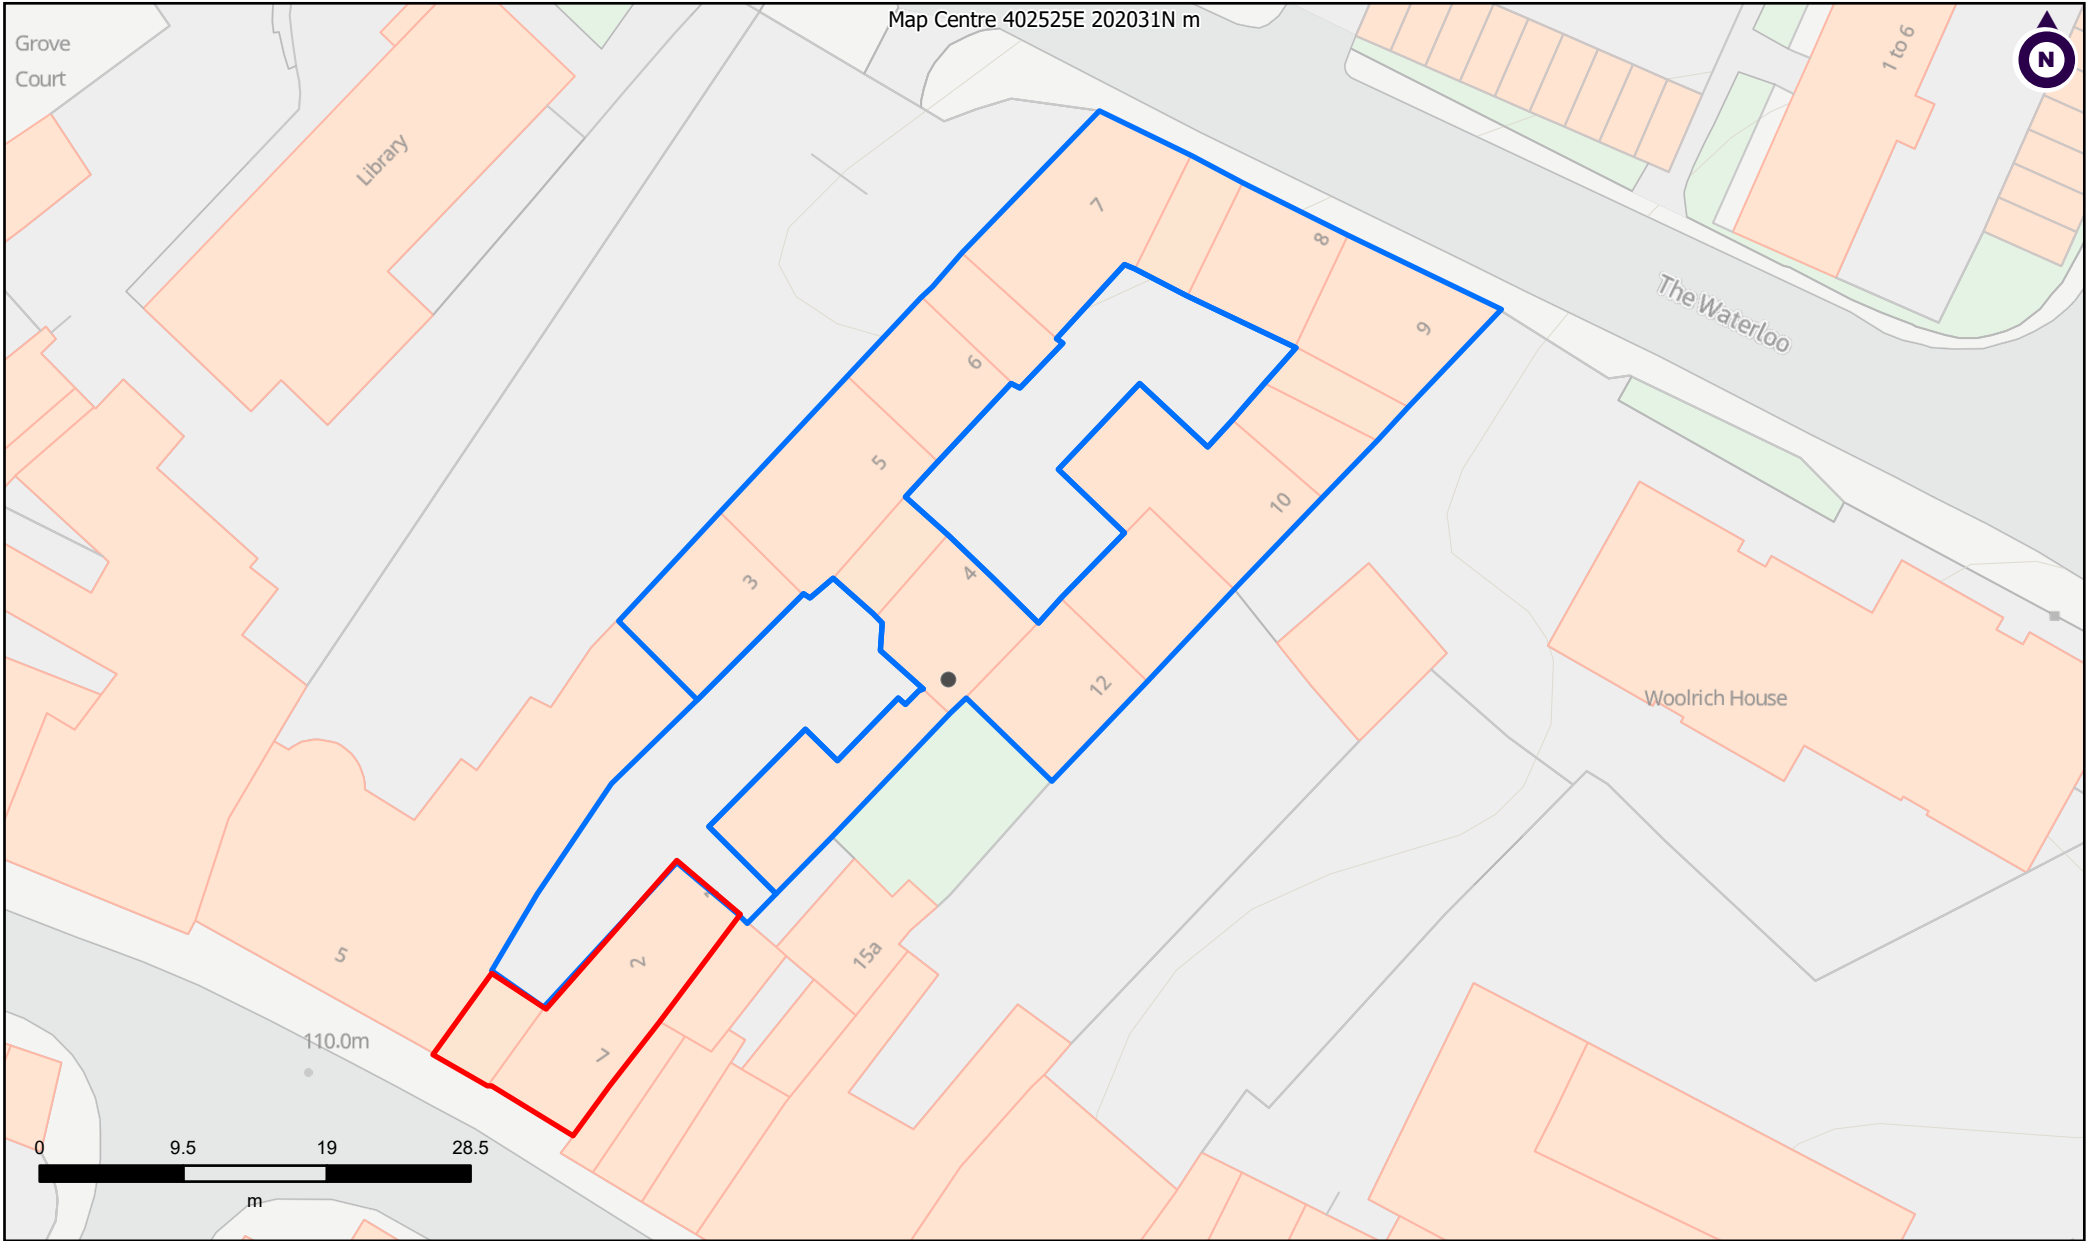 Map Centre 402525E 202031N m
Grove
Court
N
1 to 6
Library
7
8
The Waterloo
9
6
5
10
3
4
12
Woolrich House
5
2
15a
7
110.0m
0 9.5 19 28.5
m